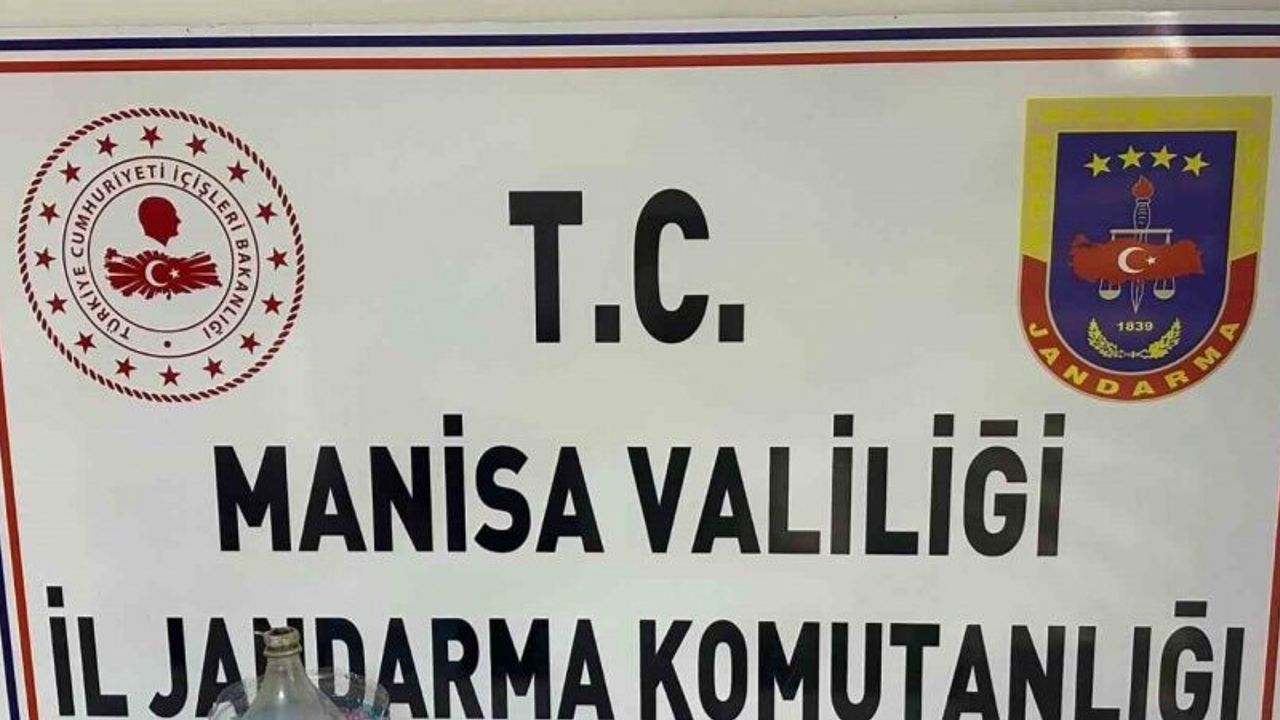 TÜRKİYE CUMHURİYETİ İÇİŞLERİ BAKANLIĞI
T.C.
1839
JANDARMA
MANİSA VALİLİĞİ
İL JANDARMA KOMUTANLIĞI